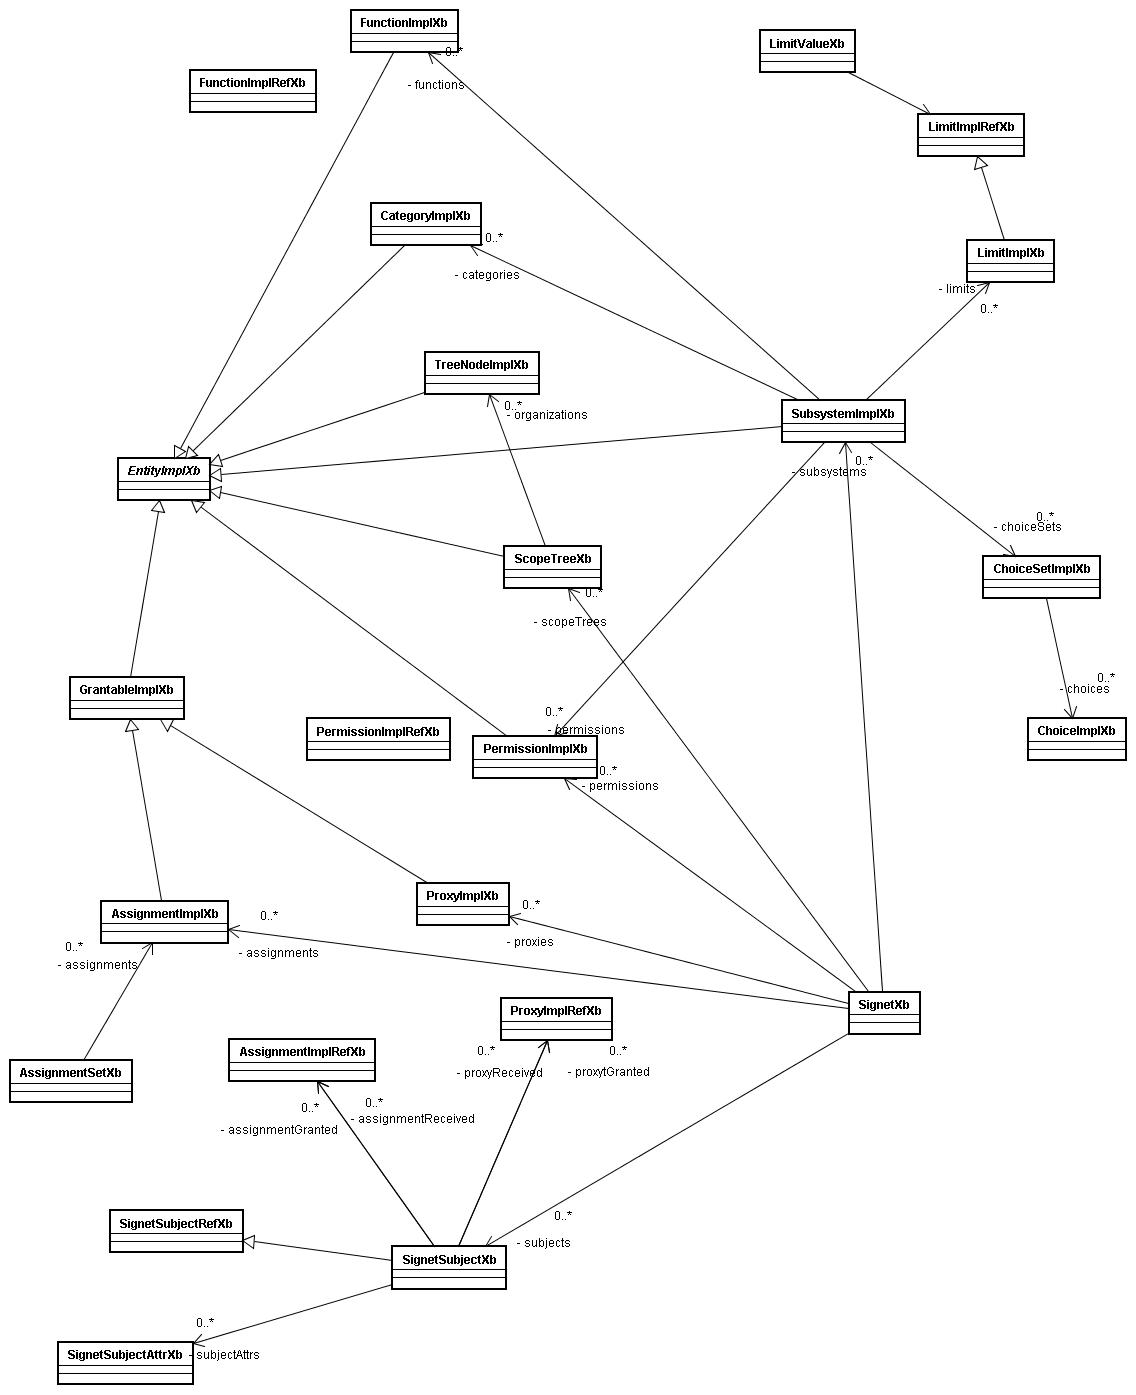 FunctionImplXb
0..*
- functions
FunctionImplRefXb
LimitValueXb
LimitImplRefXb
CategoryImplXb
0..*
- categories
LimitImplXb
- limits
0..*
TreeNodeImplXb
0..*
- organizations
SubsystemImplXb
0..*
- subsystems
EntityImplXb
0..*
- choiceSets
ScopeTreeXb
0..*
- scopeTrees
ChoiceSetImplXb
GrantableImplXb
0..*
- choices
PermissionImplRefXb
0..*
- permissions
PermissionImplXb
0..*
- permissions
ChoiceImplXb
ProxyImplXb
0..*
- proxies
AssignmentImplXb
0..*
- assignments
0..*
- assignments
SignetXb
ProxyImplRefXb
0..*
- proxyReceived
0..*
- proxytGranted
AssignmentImplRefXb
0..*
- assignmentGranted
0..*
- assignmentReceived
AssignmentSetXb
SignetSubjectRefXb
0..*
- subjects
SignetSubjectXb
0..*
- subjectAttrs
SignetSubjectAttrXb